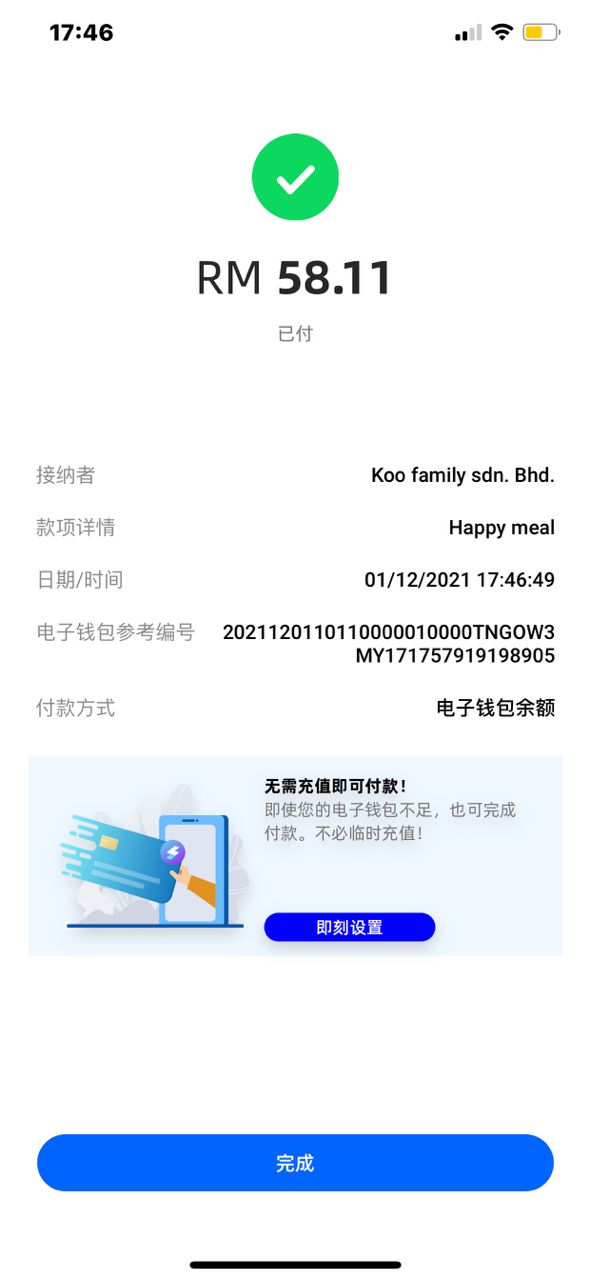 17:46
RM 58.11
已付
接纳者 Koo family sdn. Bhd.
款项详情 Happy meal
日期/时间 01/12/2021 17:46:49
电子钱包参考编号 2021120110110000010000TNGOW3
MY171757919198905
付款方式 电子钱包余额
无需充值即可付款!
即使您的电子钱包不足，也可完成
付款。不必临时充值!
即刻设置
完成